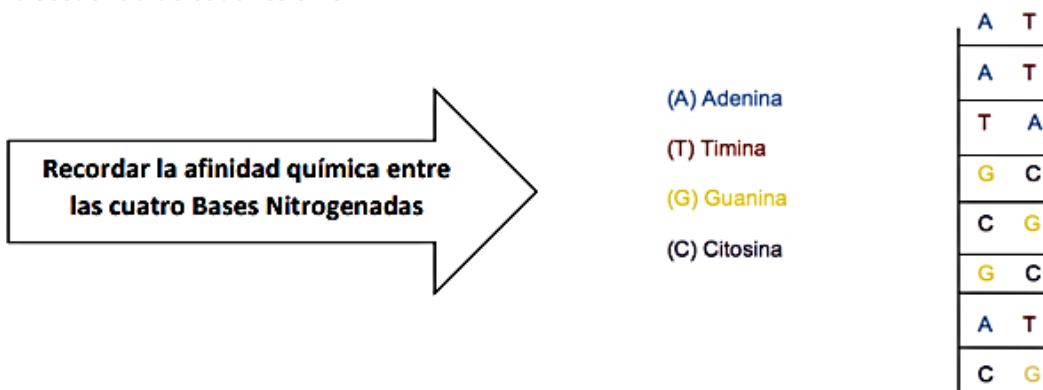 Recordar la afinidad química entre
las cuatro Bases Nitrogenadas
(A) Adenina
(T) Timina
(G) Guanina
(C) Citosina
A T
A T
T A
G C
C G
G C
A T
C G